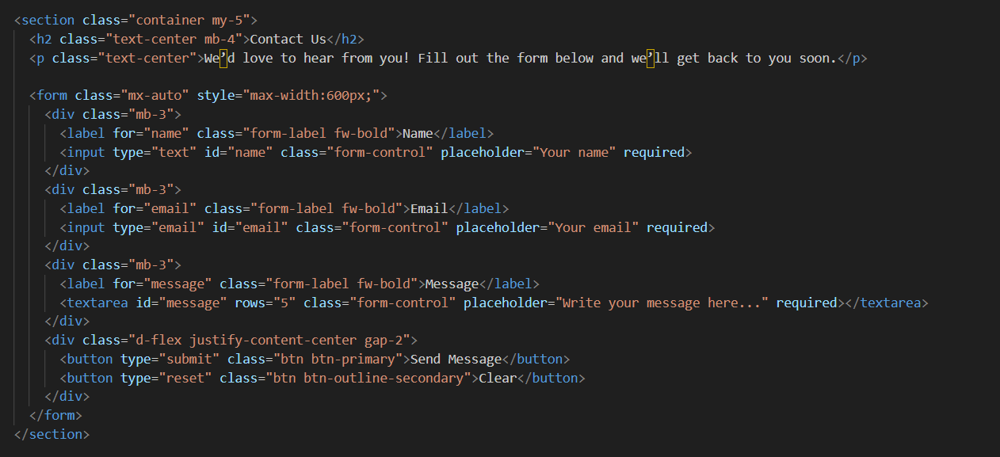 <section class="container my-5">
  <h2 class="text-center mb-4">Contact Us</h2>
  <p class="text-center">We’d love to hear from you! Fill out the form below and we’ll get back to you soon.</p>

  <form class="mx-auto" style="max-width:600px;">
    <div class="mb-3">
      <label for="name" class="form-label fw-bold">Name</label>
      <input type="text" id="name" class="form-control" placeholder="Your name" required>
    </div>
    <div class="mb-3">
      <label for="email" class="form-label fw-bold">Email</label>
      <input type="email" id="email" class="form-control" placeholder="Your email" required>
    </div>
    <div class="mb-3">
      <label for="message" class="form-label fw-bold">Message</label>
      <textarea id="message" rows="5" class="form-control" placeholder="Write your message here..." required></textarea>
    </div>
    <div class="d-flex justify-content-center gap-2">
      <button type="submit" class="btn btn-primary">Send Message</button>
      <button type="reset" class="btn btn-outline-secondary">Clear</button>
    </div>
  </form>
</section>